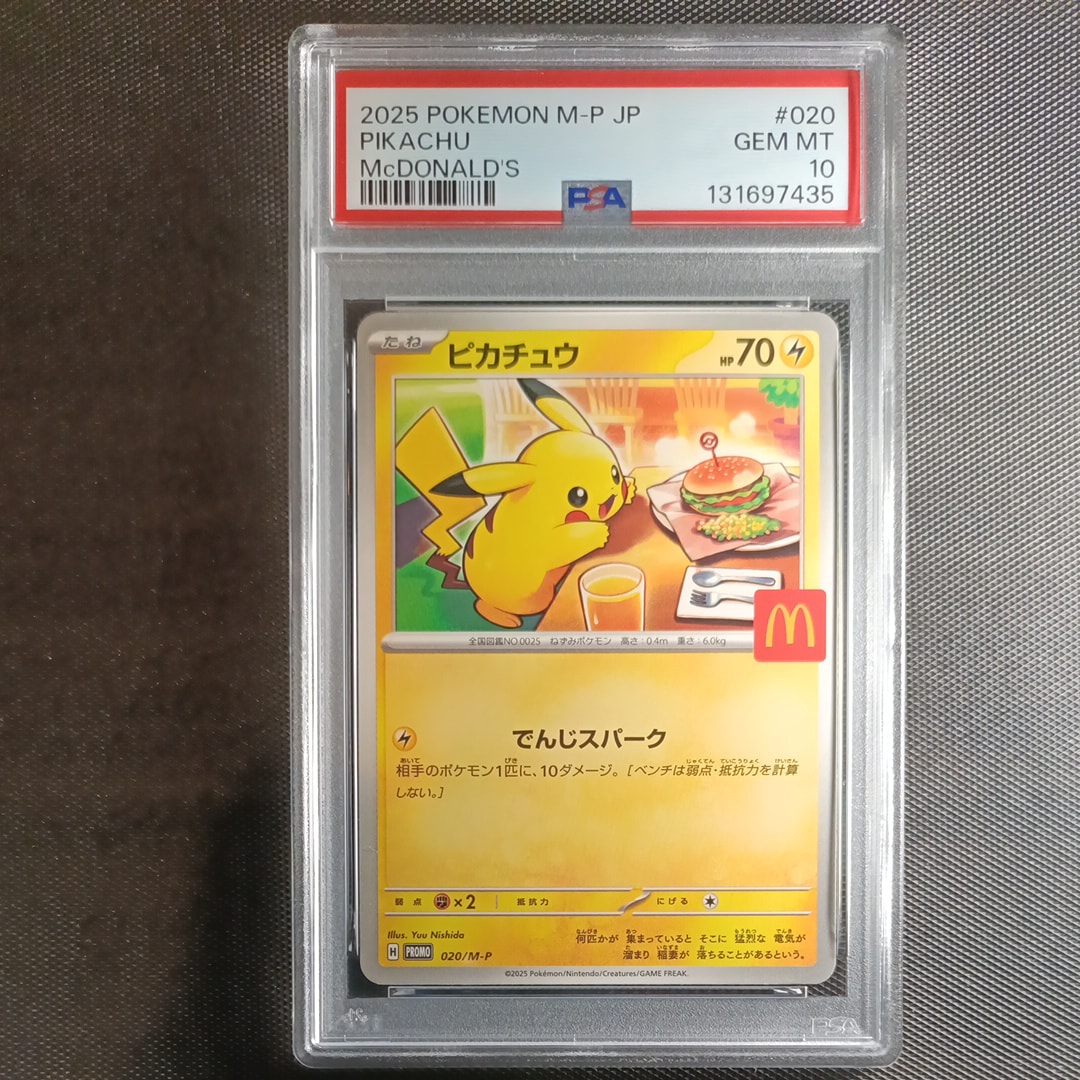 2025 POKEMON M-P JP #020
PIKACHU GEM MT
McDONALD'S 10
PSA 131697435
たね ピカチュウ HP70
全国図鑑NO.0025 ねずみポケモン 高さ:0.4m 重さ:6.0kg
でんじスパーク
相手のポケモン1匹に、10ダメージ。[ベンチは弱点・抵抗力を計算
しない。]
弱点 ×2 抵抗力 にげる
Illus. Yuu Nishida
何匹かが 集まっていると そこに 猛烈な 電気が
溜まり 稲妻が 落ちることがあるという。
H PROMO 020/M-P
©2025 Pokémon/Nintendo/Creatures/GAME FREAK.
PSA